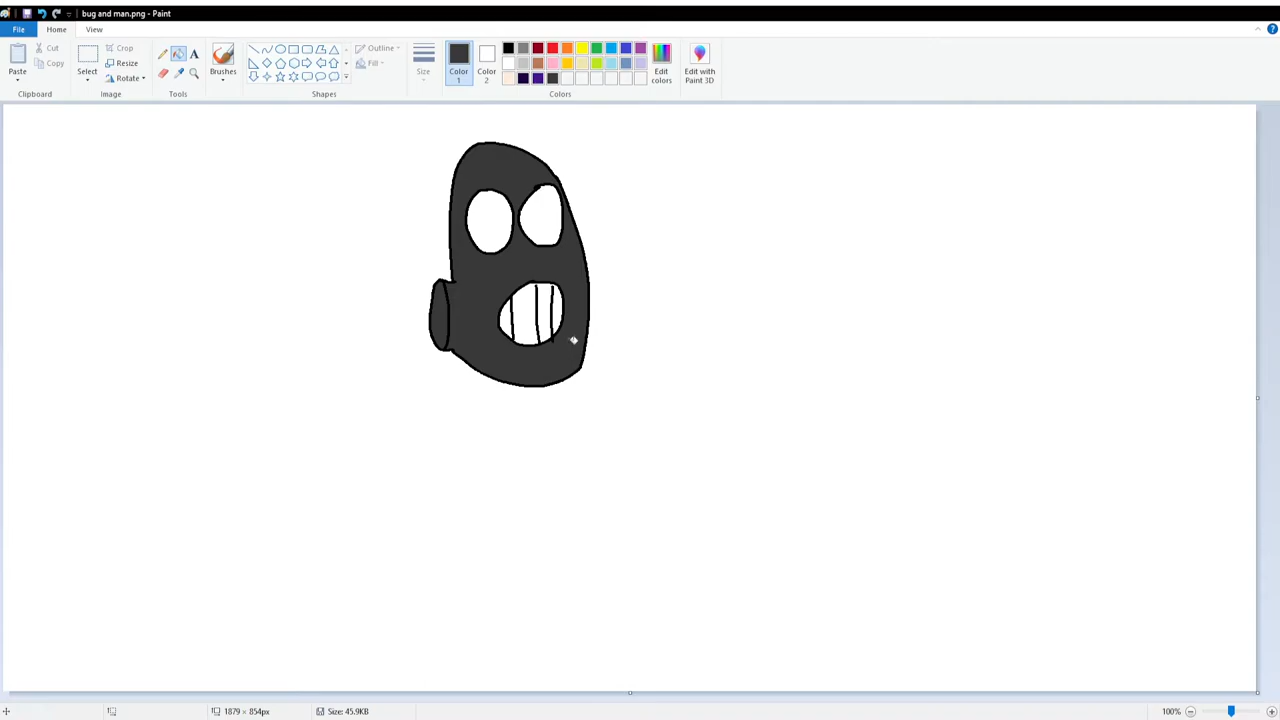 bug and man.png - Paint
File Home View
Paste
Cut
Copy
Clipboard
Select
Crop
Resize
Rotate
Image
A
Tools
Brushes
Outline
Fill
Shapes
Size
Color 1
Color 2
Edit colors
Colors
Edit with Paint 3D
1879 × 854px
Size: 45.9KB
100%